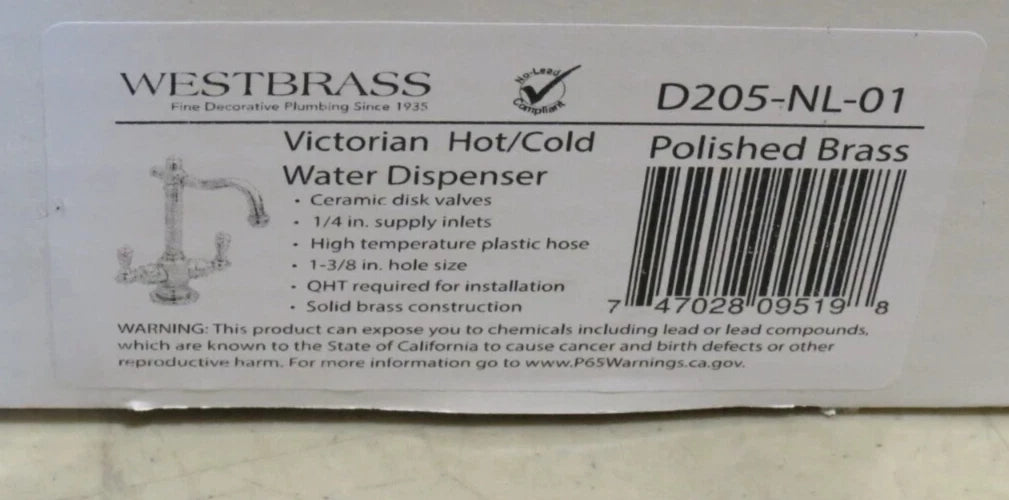 WESTBRASS
Fine Decorative Plumbing Since 1935
No-Lead
Compliant
D205-NL-01
Victorian Hot/Cold
Water Dispenser
Polished Brass
• Ceramic disk valves
• 1/4 in. supply inlets
• High temperature plastic hose
• 1-3/8 in. hole size
• QHT required for installation
• Solid brass construction
7 47028 09519 8
WARNING: This product can expose you to chemicals including lead or lead compounds,
which are known to the State of California to cause cancer and birth defects or other
reproductive harm. For more information go to www.P65Warnings.ca.gov.